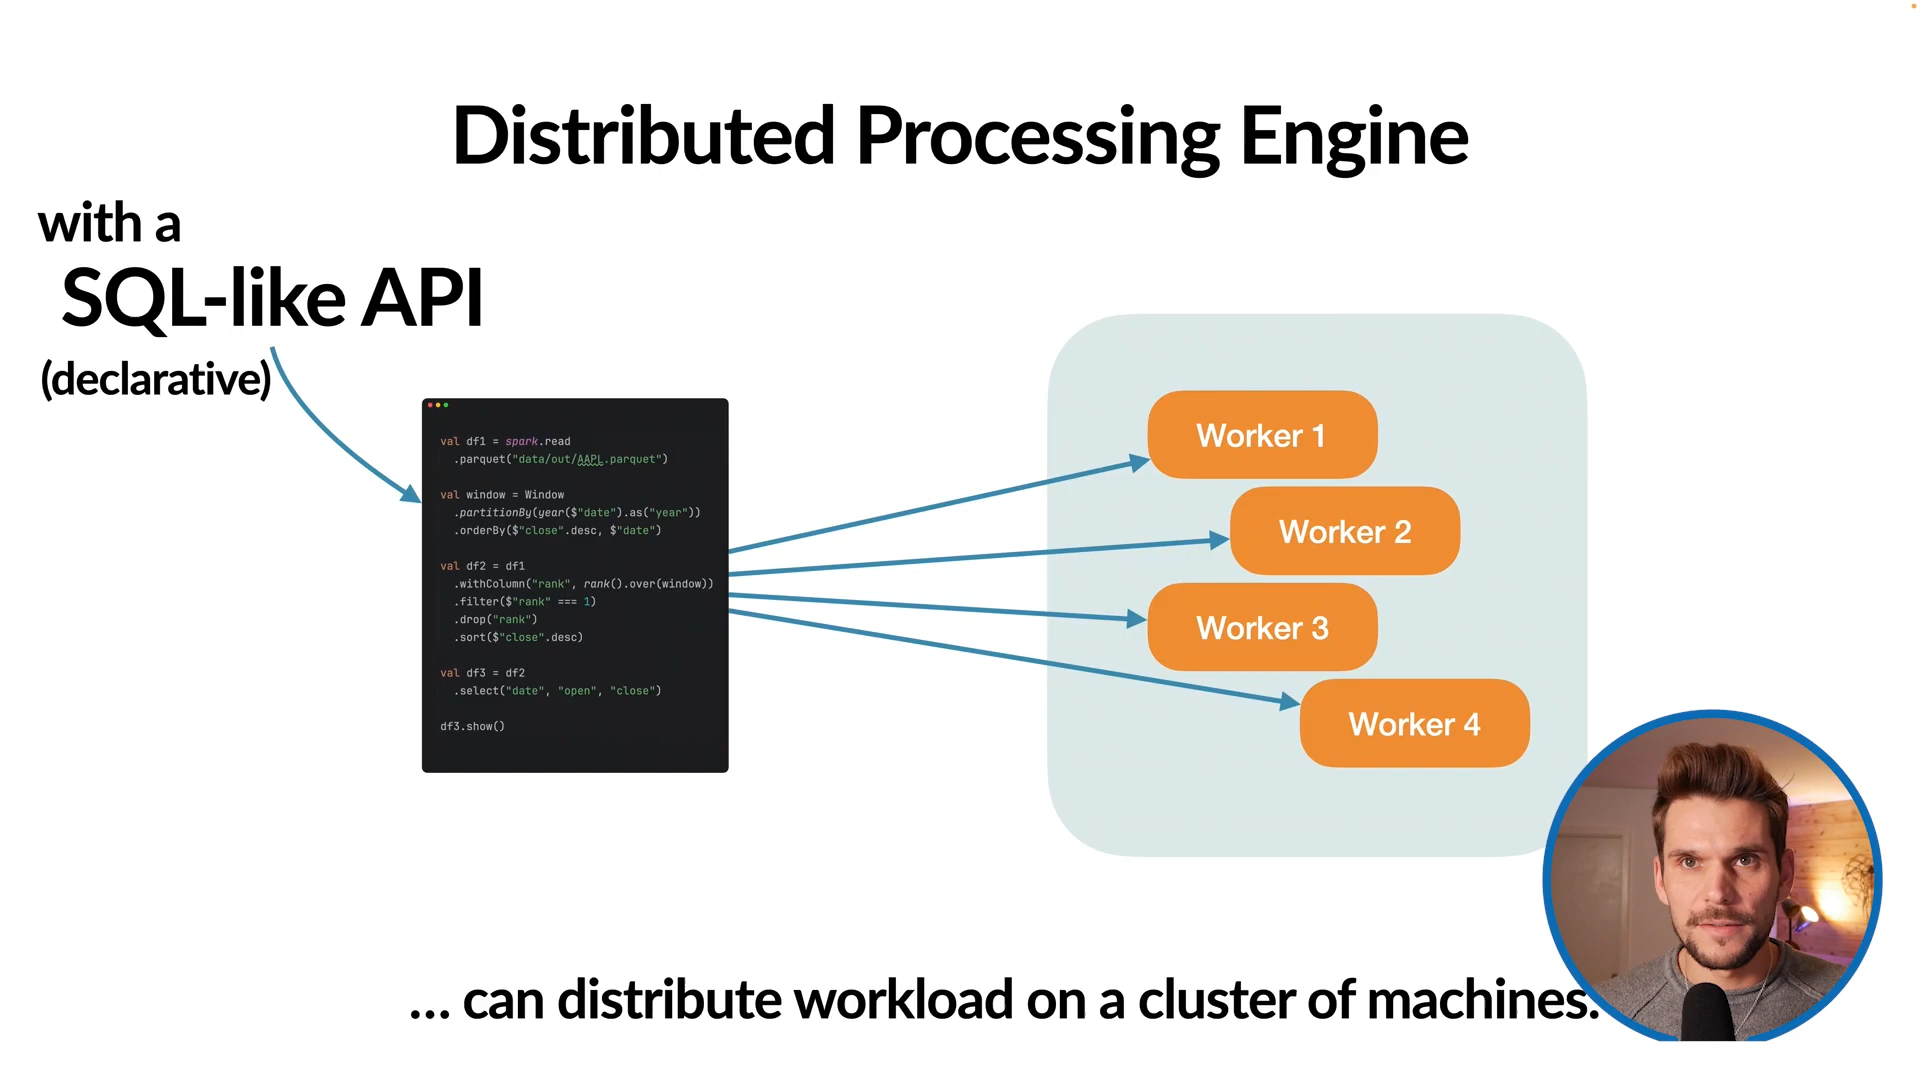 Distributed Processing Engine
with a
SQL-like API
(declarative)
val df1 = spark.read
.parquet("data/out/AAPL.parquet")
val window = Window
.partitionBy(year($"date").as("year"))
.orderBy($"close".desc, $"date")
val df2 = df1
.withColumn("rank", rank().over(window))
.filter($"rank" === 1)
.drop("rank")
.sort($"close".desc)
val df3 = df2
.select("date", "open", "close")
df3.show()
Worker 1
Worker 2
Worker 3
Worker 4
… can distribute workload on a cluster of machines.